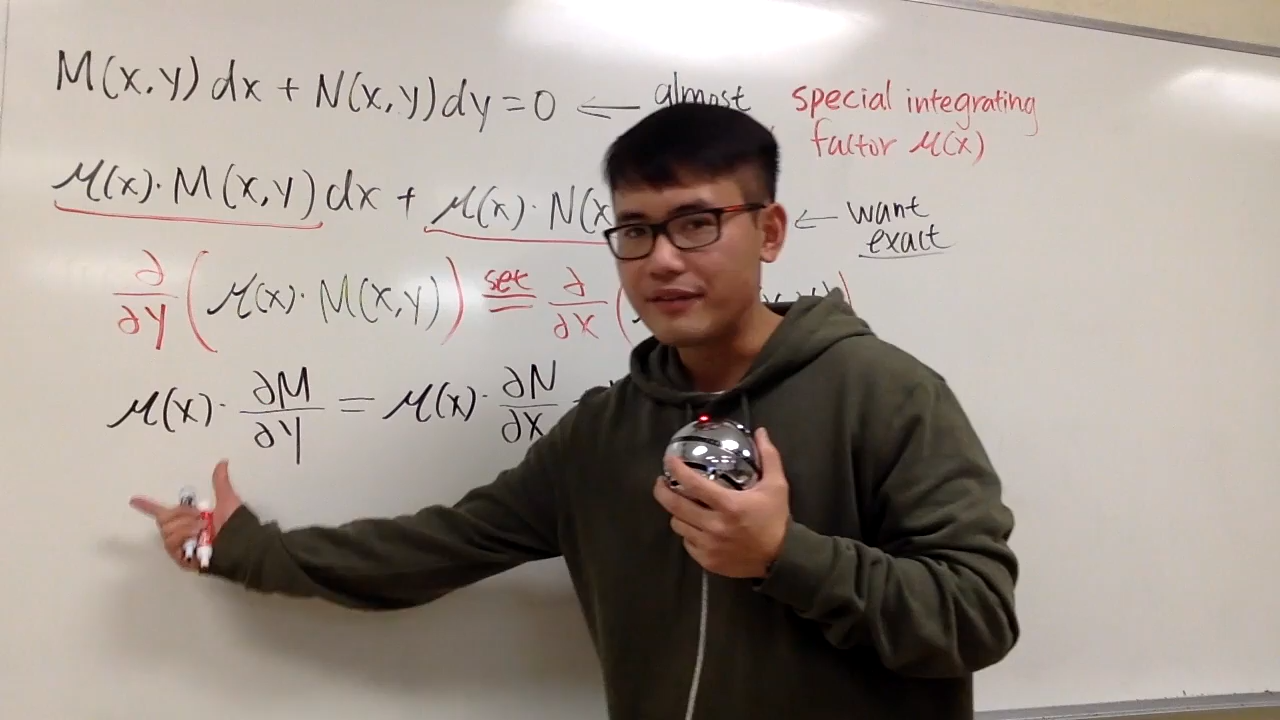 M(x,y) dx + N(x,y) dy = 0 ← almost
special integrating
factor μ(x)
μ(x)· M(x,y) dx + μ(x)· N(x
← want
exact
∂/∂y ( μ(x)· M(x,y) ) set = ∂/∂x (
μ(x)· ∂M/∂y = μ(x)· ∂N/∂x